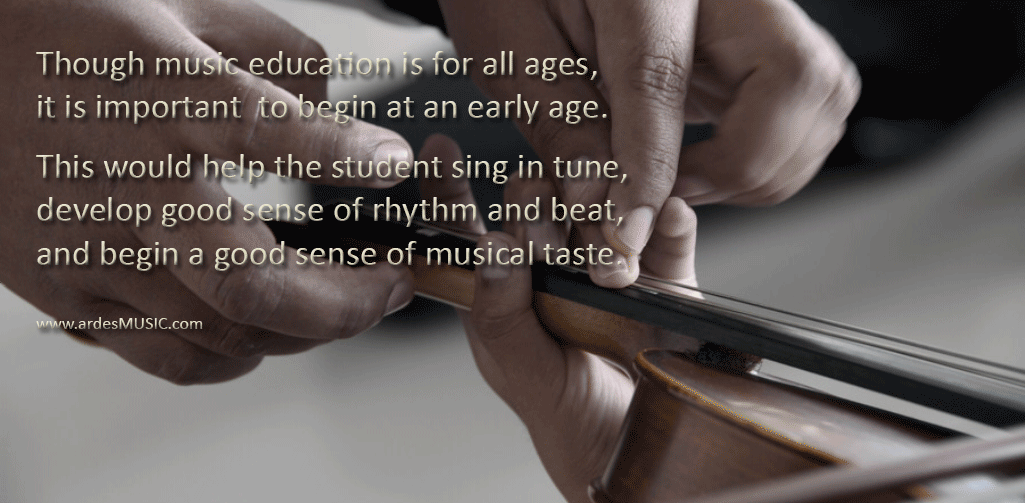 Though music education is for all ages,
it is important to begin at an early age.
This would help the student sing in tune,
develop good sense of rhythm and beat,
and begin a good sense of musical taste.
www.ardesMUSIC.com